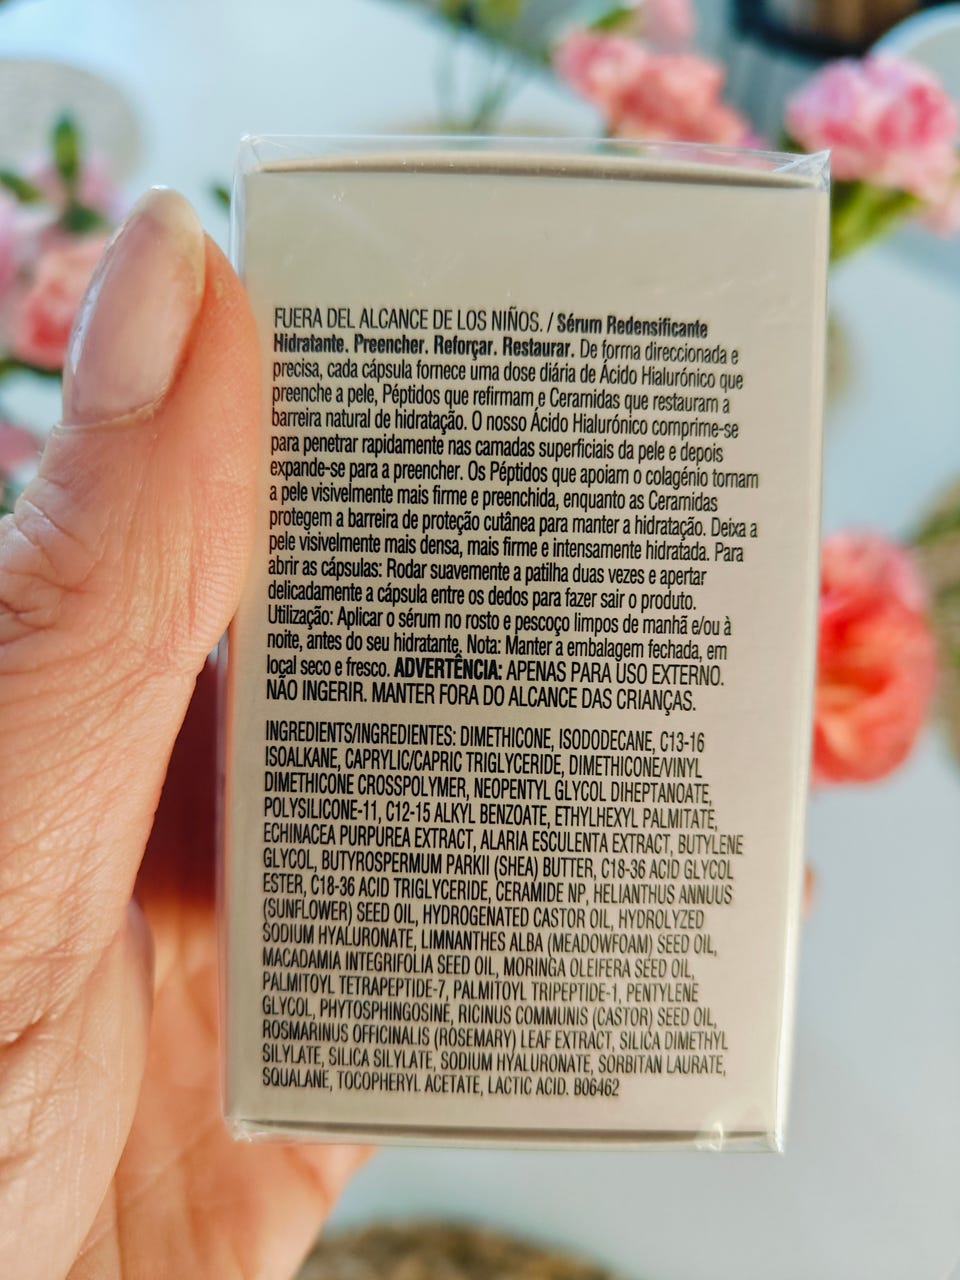 FUERA DEL ALCANCE DE LOS NIÑOS. / Sérum Redensificante
Hidratante. Preencher. Reforçar. Restaurar. De forma direccionada e
precisa, cada cápsula fornece uma dose diária de Ácido Hialurónico que
preenche a pele, Péptidos que refirmam e Ceramidas que restauram a
barreira natural de hidratação. O nosso Ácido Hialurónico comprime-se
para penetrar rapidamente nas camadas superficiais da pele e depois
expande-se para a preencher. Os Péptidos que apoiam o colagénio tornam
a pele visivelmente mais firme e preenchida, enquanto as Ceramidas
protegem a barreira de proteção cutânea para manter a hidratação. Deixa a
pele visivelmente mais densa, mais firme e intensamente hidratada. Para
abrir as cápsulas: Rodar suavemente a patilha duas vezes e apertar
delicadamente a cápsula entre os dedos para fazer sair o produto.
Utilização: Aplicar o sérum no rosto e pescoço limpos de manhã e/ou à
noite, antes do seu hidratante. Nota: Manter a embalagem fechada, em
local seco e fresco. ADVERTÊNCIA: APENAS PARA USO EXTERNO.
NÃO INGERIR. MANTER FORA DO ALCANCE DAS CRIANÇAS.
INGREDIENTS/INGREDIENTES: DIMETHICONE, ISODODECANE, C13-16
ISOALKANE, CAPRYLIC/CAPRIC TRIGLYCERIDE, DIMETHICONE/VINYL
DIMETHICONE CROSSPOLYMER, NEOPENTYL GLYCOL DIHEPTANOATE,
POLYSILICONE-11, C12-15 ALKYL BENZOATE, ETHYLHEXYL PALMITATE,
ECHINACEA PURPUREA EXTRACT, ALARIA ESCULENTA EXTRACT, BUTYLENE
GLYCOL, BUTYROSPERMUM PARKII (SHEA) BUTTER, C18-36 ACID GLYCOL
ESTER, C18-36 ACID TRIGLYCERIDE, CERAMIDE NP, HELIANTHUS ANNUUS
(SUNFLOWER) SEED OIL, HYDROGENATED CASTOR OIL, HYDROLYZED
SODIUM HYALURONATE, LIMNANTHES ALBA (MEADOWFOAM) SEED OIL,
MACADAMIA INTEGRIFOLIA SEED OIL, MORINGA OLEIFERA SEED OIL,
PALMITOYL TETRAPEPTIDE-7, PALMITOYL TRIPEPTIDE-1, PENTYLENE
GLYCOL, PHYTOSPHINGOSINE, RICINUS COMMUNIS (CASTOR) SEED OIL,
ROSMARINUS OFFICINALIS (ROSEMARY) LEAF EXTRACT, SILICA DIMETHYL
SILYLATE, SILICA SILYLATE, SODIUM HYALURONATE, SORBITAN LAURATE,
SQUALANE, TOCOPHERYL ACETATE, LACTIC ACID. B06462